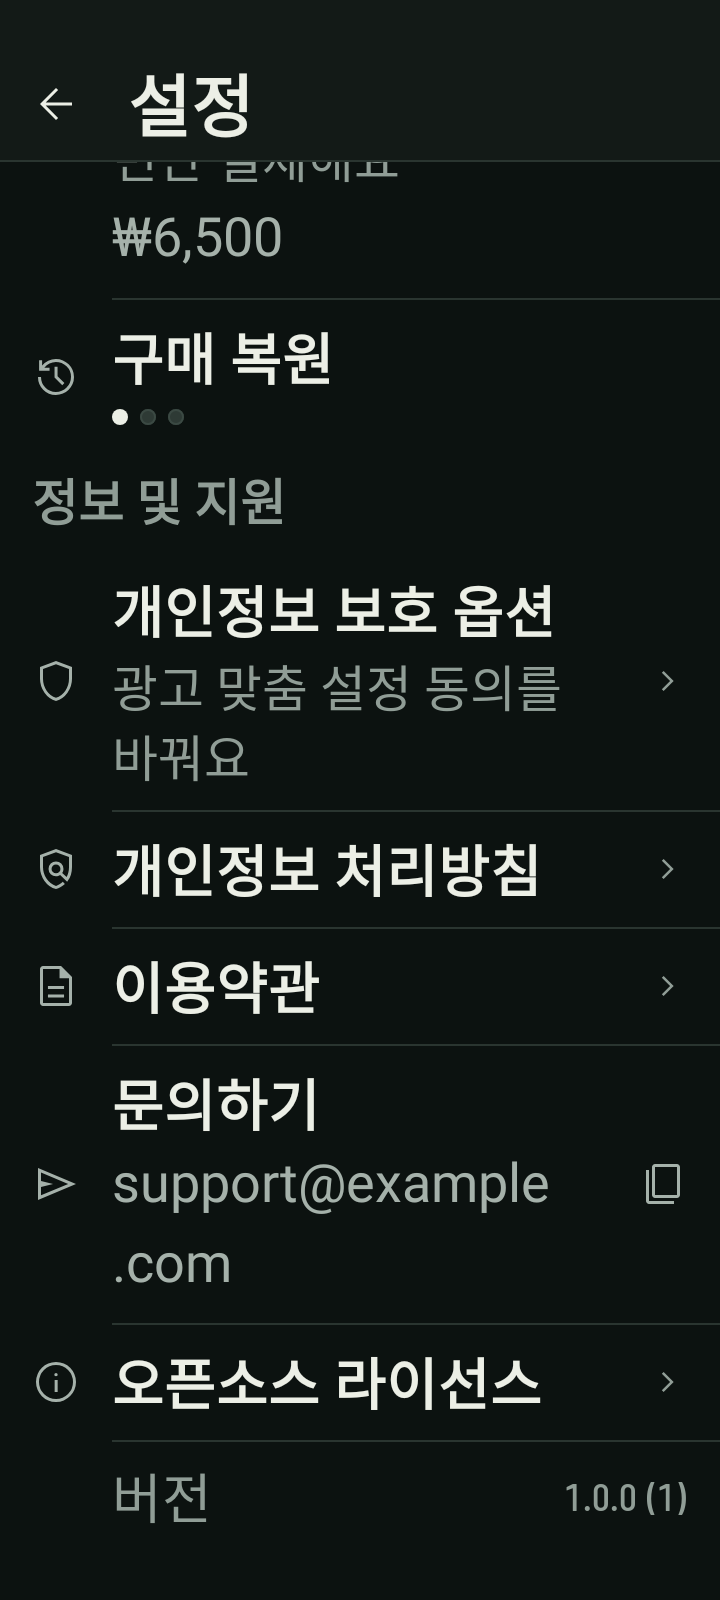 설정
₩6,500
구매 복원
정보 및 지원
개인정보 보호 옵션
광고 맞춤 설정 동의를
바꿔요
개인정보 처리방침
이용약관
문의하기
support@example
.com
오픈소스 라이선스
버전 1.0.0 (1)